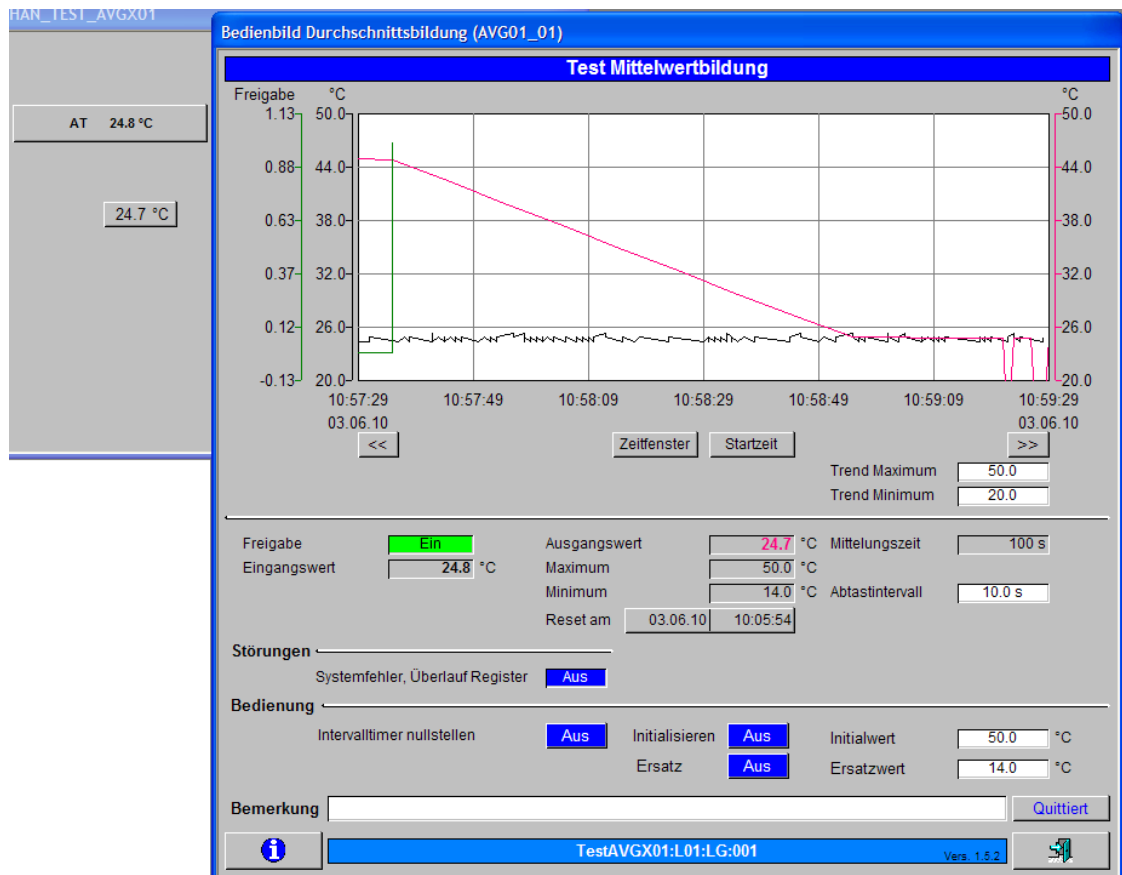 HAN_TEST_AVGX01
AT 24.8 °C
24.7 °C
Bedienbild Durchschnittsbildung (AVG01_01)
Test Mittelwertbildung
Freigabe °C °C
1.13 50.0 50.0
0.88 44.0 44.0
0.63 38.0 38.0
0.37 32.0 32.0
0.12 26.0 26.0
-0.13 20.0 20.0
10:57:29 10:57:49 10:58:09 10:58:29 10:58:49 10:59:09 10:59:29
03.06.10 03.06.10
<< Zeitfenster Startzeit >>
Trend Maximum 50.0
Trend Minimum 20.0
Freigabe Ein Ausgangswert 24.7 °C Mittelungszeit 100 s
Eingangswert 24.8 °C Maximum 50.0 °C
Minimum 14.0 °C Abtastintervall 10.0 s
Reset am 03.06.10 10:05:54
Störungen
Systemfehler, Überlauf Register Aus
Bedienung
Intervalltimer nullstellen Aus Initialisieren Aus Initialwert 50.0 °C
Ersatz Aus Ersatzwert 14.0 °C
Bemerkung Quittiert
TestAVGX01:L01:LG:001 Vers. 1.5.2